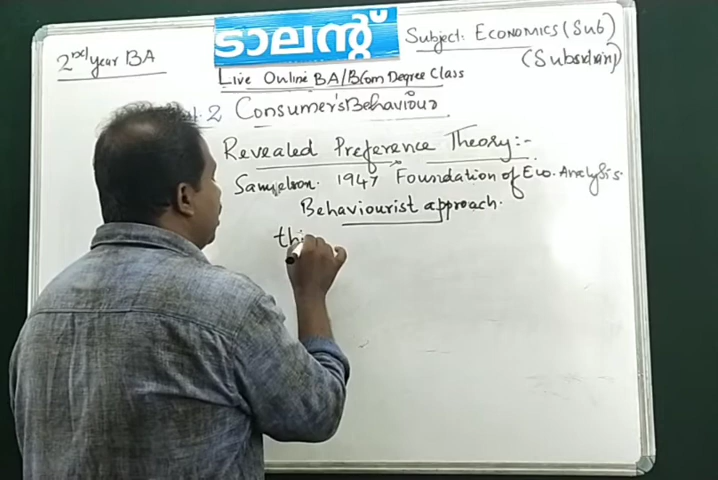 2nd year BA
ടാലന്റ്
Subject: Economics (Sub)
(Subsidiary)
Live Online BA/BCom Degree Class
2 Consumer's Behaviour
Revealed Preference Theory:-
Samuelson. 1947 Foundation of Eco. Analysis.
Behaviourist approach.
thi